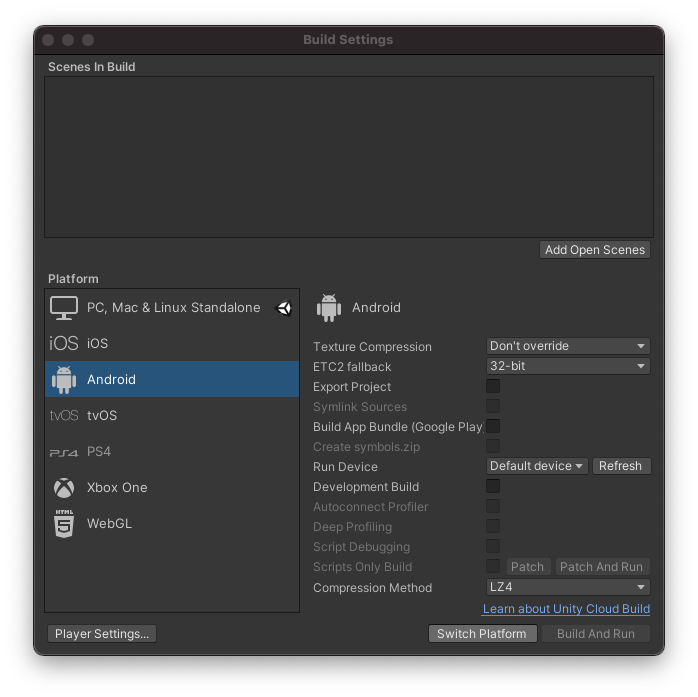 Build Settings
Scenes In Build
Add Open Scenes
Platform
PC, Mac & Linux Standalone
iOS iOS
Android
tvOS tvOS
PS4 PS4
Xbox One
HTML 5 WebGL
Android
Texture Compression Don't override
ETC2 fallback 32-bit
Export Project
Symlink Sources
Build App Bundle (Google Play)
Create symbols.zip
Run Device Default device Refresh
Development Build
Autoconnect Profiler
Deep Profiling
Script Debugging
Scripts Only Build Patch Patch And Run
Compression Method LZ4
Learn about Unity Cloud Build
Player Settings... Switch Platform Build And Run